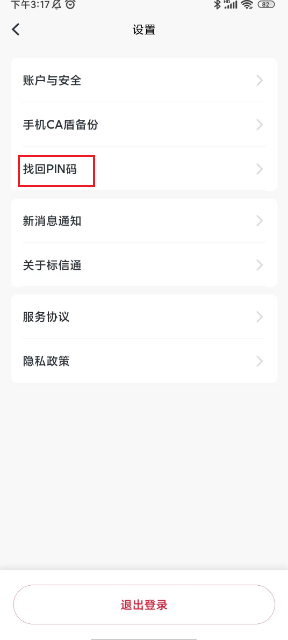 下午3:17
82
设置
账户与安全
手机CA盾备份
找回PIN码
新消息通知
关于标信通
服务协议
隐私政策
退出登录